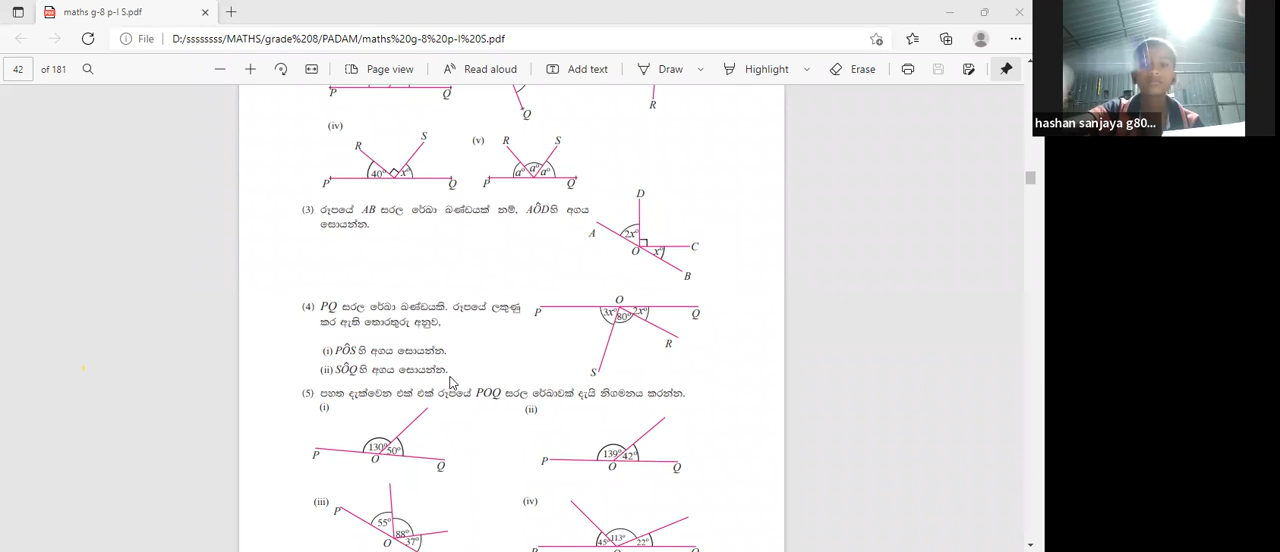 maths g-8 p-I S.pdf
File D:/ssssssss/MATHS/grade%208/PADAM/maths%20g-8%20p-I%20S.pdf
42 of 181 Page view Read aloud Add text Draw Highlight Erase
hashan sanjaya g80...
P Q Q R
(iv) R S 40° x° P Q
(v) R S a° a° a° P Q
(3) රූපයේ AB සරල රේඛා ඛණ්ඩයක් නම්, AÔD හි අගය
සොයන්න.
D A 2x° O x° C B
(4) PQ සරල රේඛා ඛණ්ඩයකි. රූපයේ ලකුණු
කර ඇති තොරතුරු අනුව,
(i) PÔS හි අගය සොයන්න.
(ii) SÔQ හි අගය සොයන්න.
O P 3x° 80° 2x° Q R S
(5) පහත දැක්වෙන එක් එක් රූපයේ POQ සරල රේඛාවක් දැයි නිගමනය කරන්න.
(i) 130° 50° P O Q
(ii) 139° 42° P O Q
(iii) P 55° 88° 37° O
(iv) 45° 113° 22°